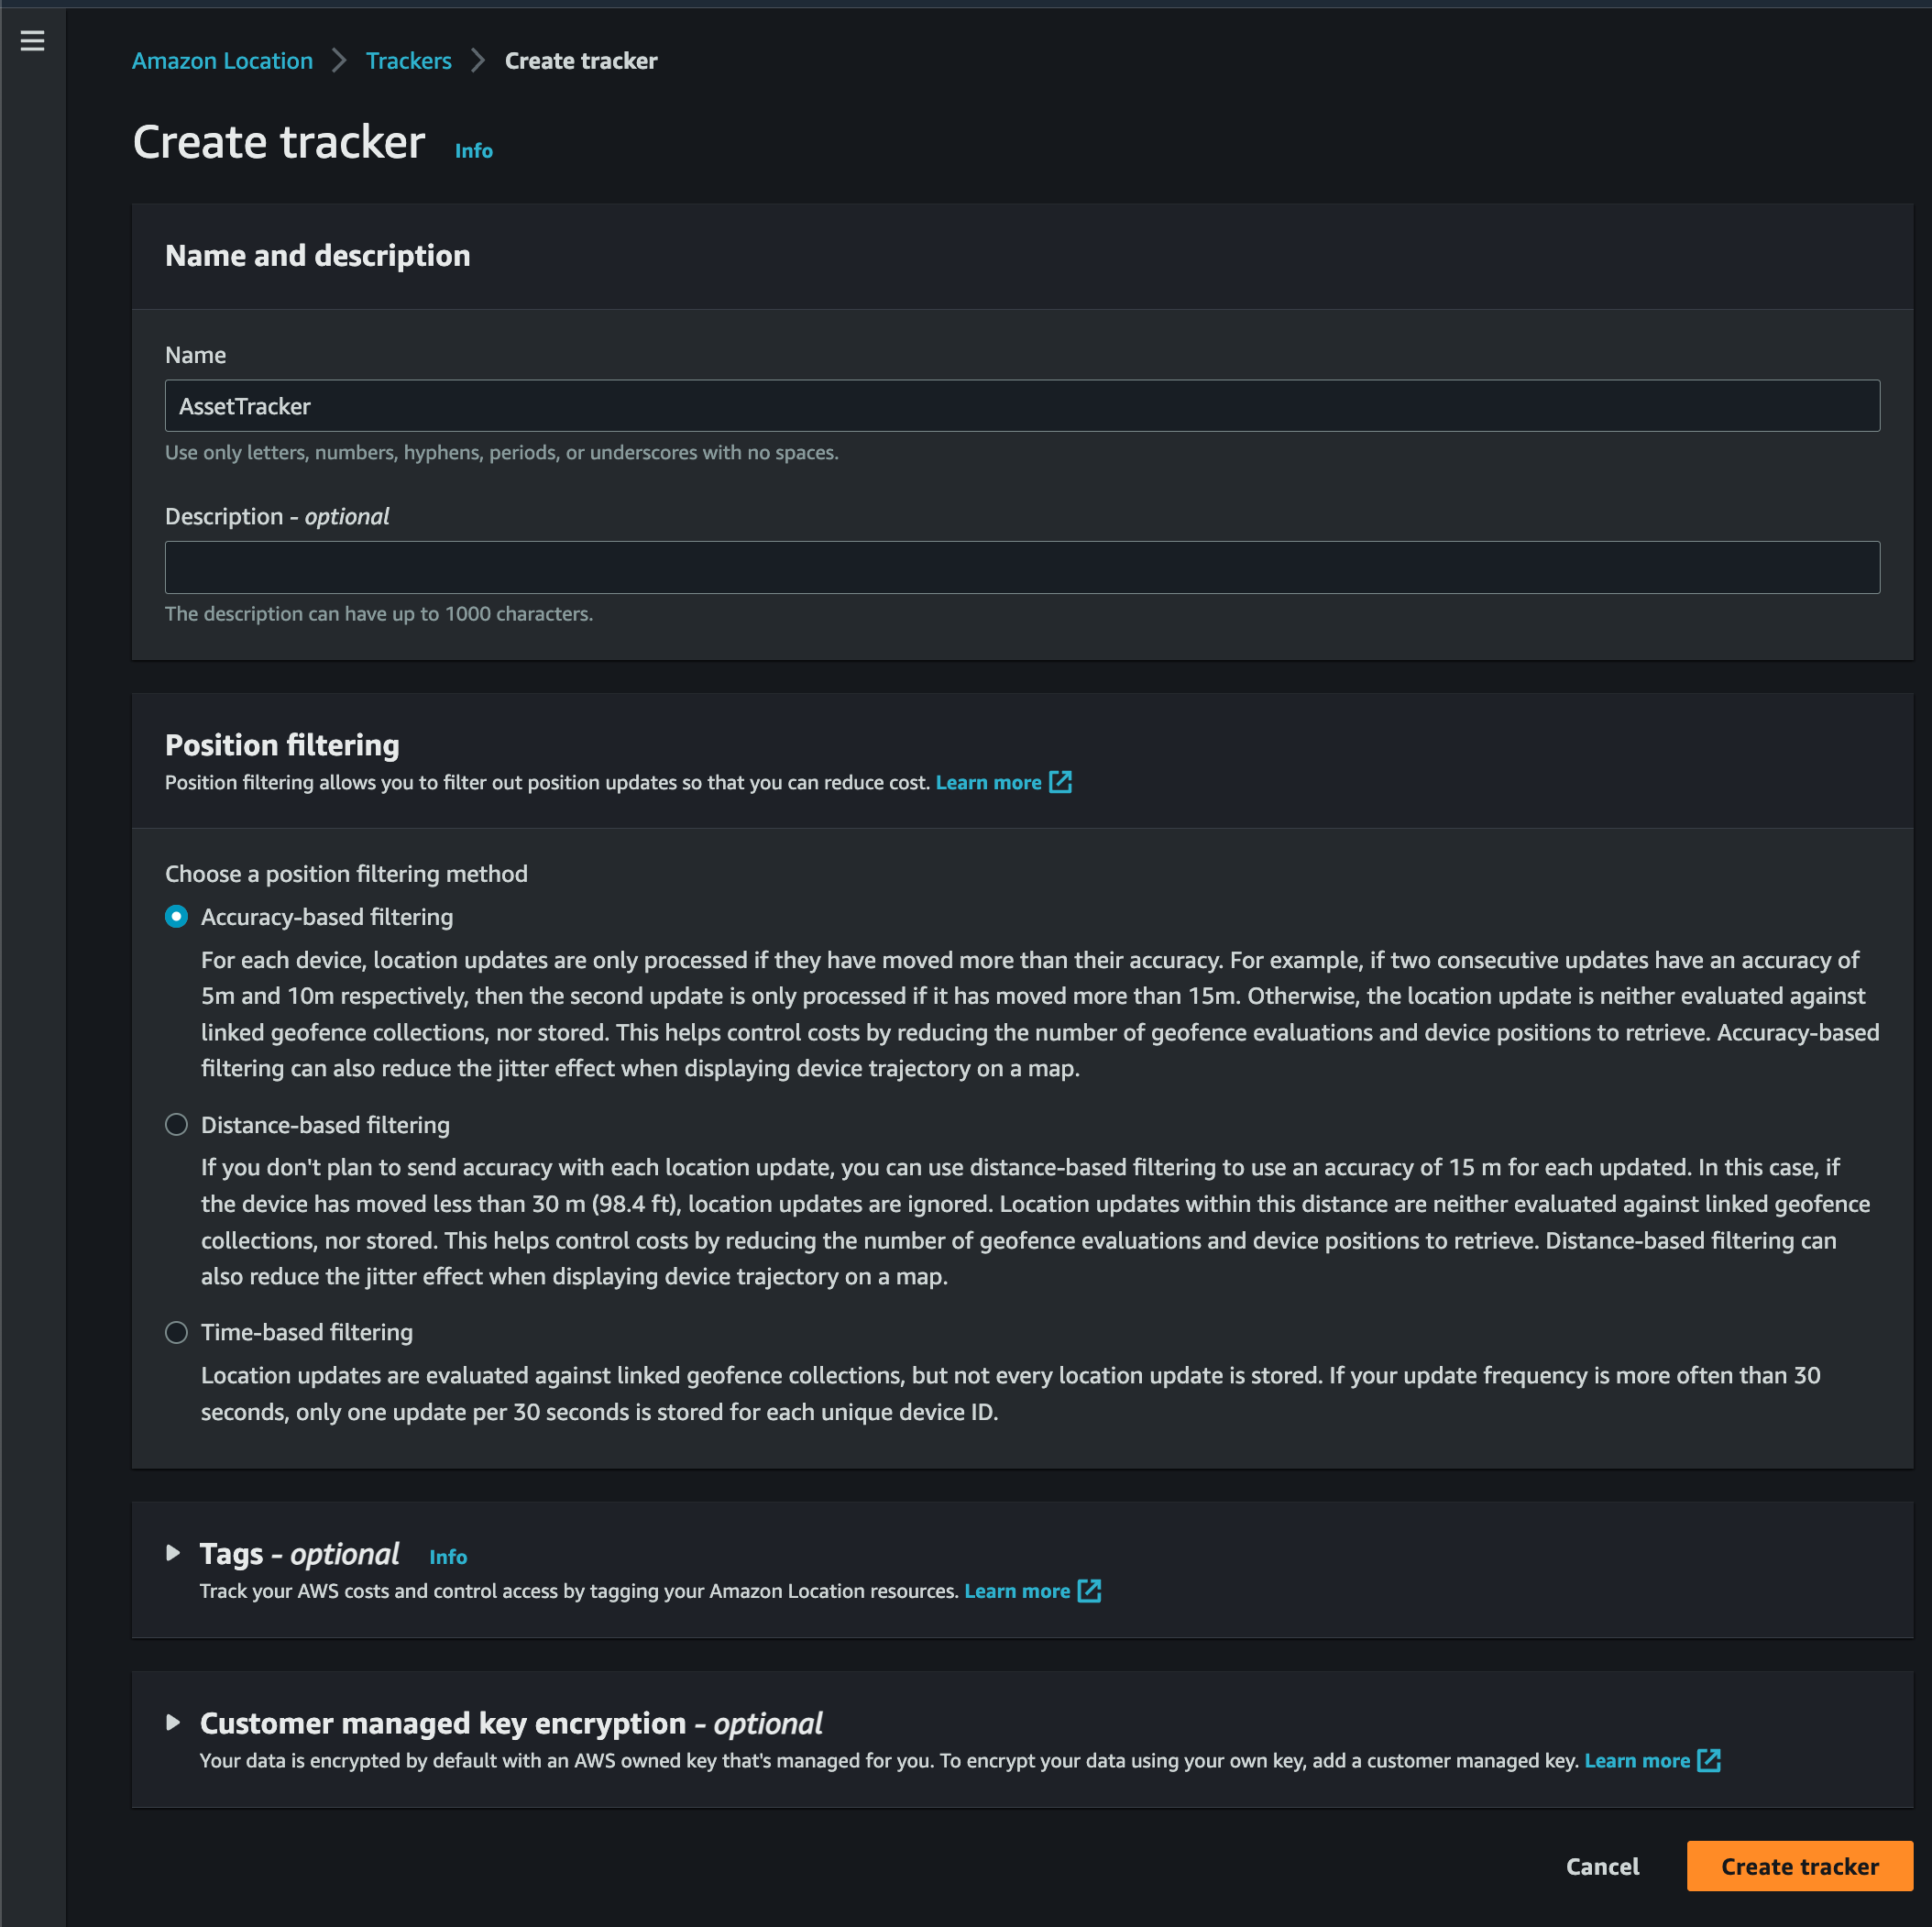 Amazon Location > Trackers > Create tracker
Create tracker Info
Name and description
Name
AssetTracker
Use only letters, numbers, hyphens, periods, or underscores with no spaces.
Description - optional
The description can have up to 1000 characters.
Position filtering
Position filtering allows you to filter out position updates so that you can reduce cost. Learn more
Choose a position filtering method
Accuracy-based filtering
For each device, location updates are only processed if they have moved more than their accuracy. For example, if two consecutive updates have an accuracy of
5m and 10m respectively, then the second update is only processed if it has moved more than 15m. Otherwise, the location update is neither evaluated against
linked geofence collections, nor stored. This helps control costs by reducing the number of geofence evaluations and device positions to retrieve. Accuracy-based
filtering can also reduce the jitter effect when displaying device trajectory on a map.
Distance-based filtering
If you don't plan to send accuracy with each location update, you can use distance-based filtering to use an accuracy of 15 m for each updated. In this case, if
the device has moved less than 30 m (98.4 ft), location updates are ignored. Location updates within this distance are neither evaluated against linked geofence
collections, nor stored. This helps control costs by reducing the number of geofence evaluations and device positions to retrieve. Distance-based filtering can
also reduce the jitter effect when displaying device trajectory on a map.
Time-based filtering
Location updates are evaluated against linked geofence collections, but not every location update is stored. If your update frequency is more often than 30
seconds, only one update per 30 seconds is stored for each unique device ID.
Tags - optional Info
Track your AWS costs and control access by tagging your Amazon Location resources. Learn more
Customer managed key encryption - optional
Your data is encrypted by default with an AWS owned key that's managed for you. To encrypt your data using your own key, add a customer managed key. Learn more
Cancel Create tracker